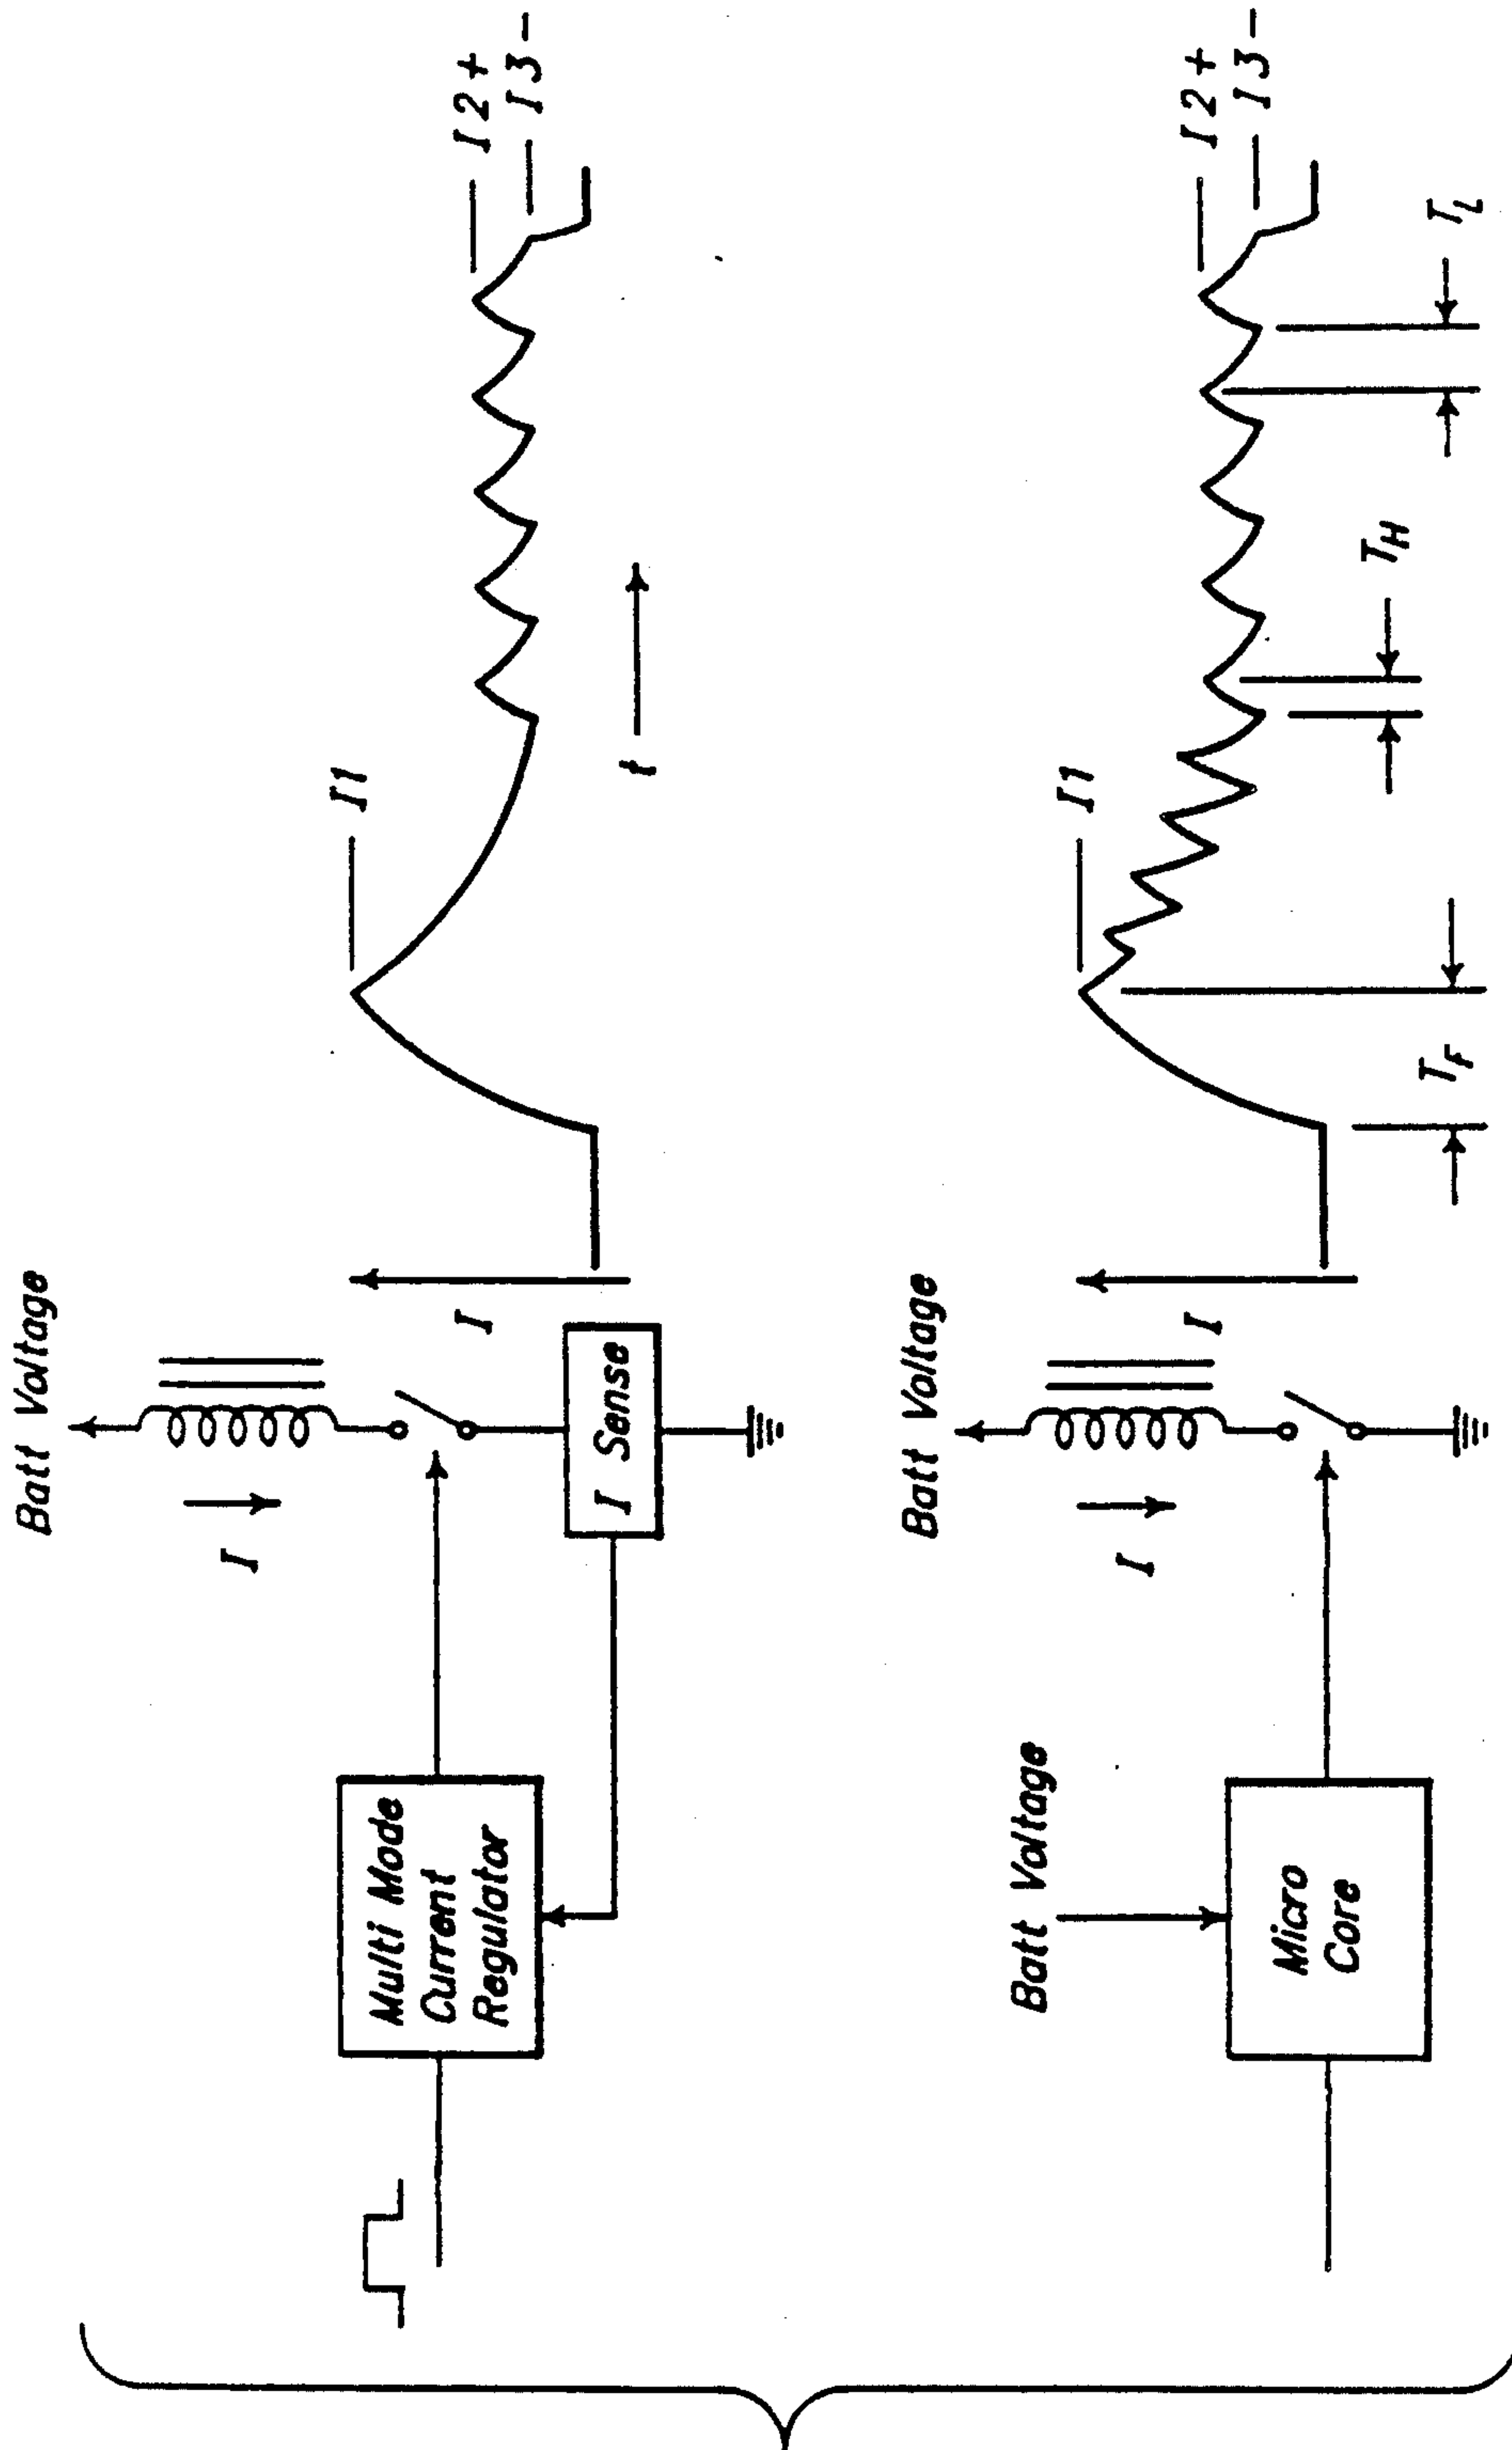 Batt Voltage
I
Multi Mode
Current
Regulator
I Sense
I
I1
I2+
I3-
t
Batt Voltage
Batt Voltage
I
Micro
Core
I
I1
I2+
I3-
TF
TH
TL